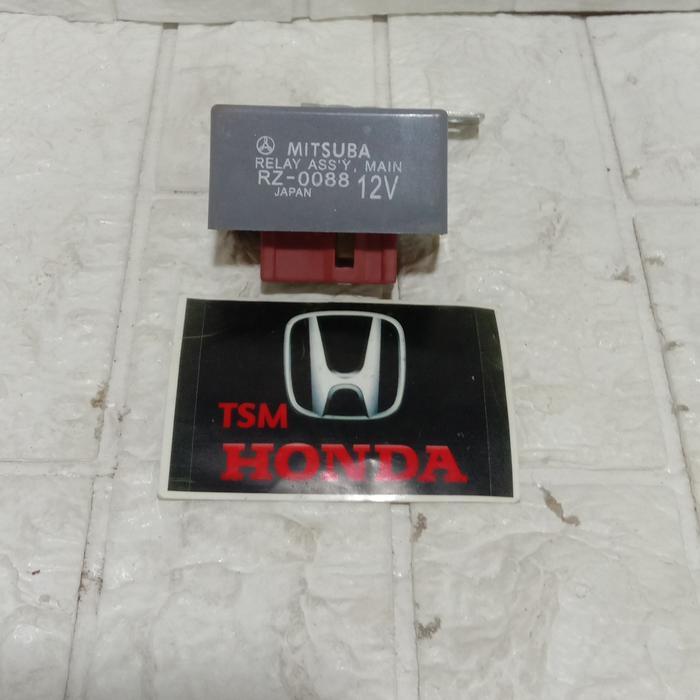 MITSUBA
RELAY ASS'Y, MAIN
RZ-0088 12V
JAPAN
TSM
HONDA